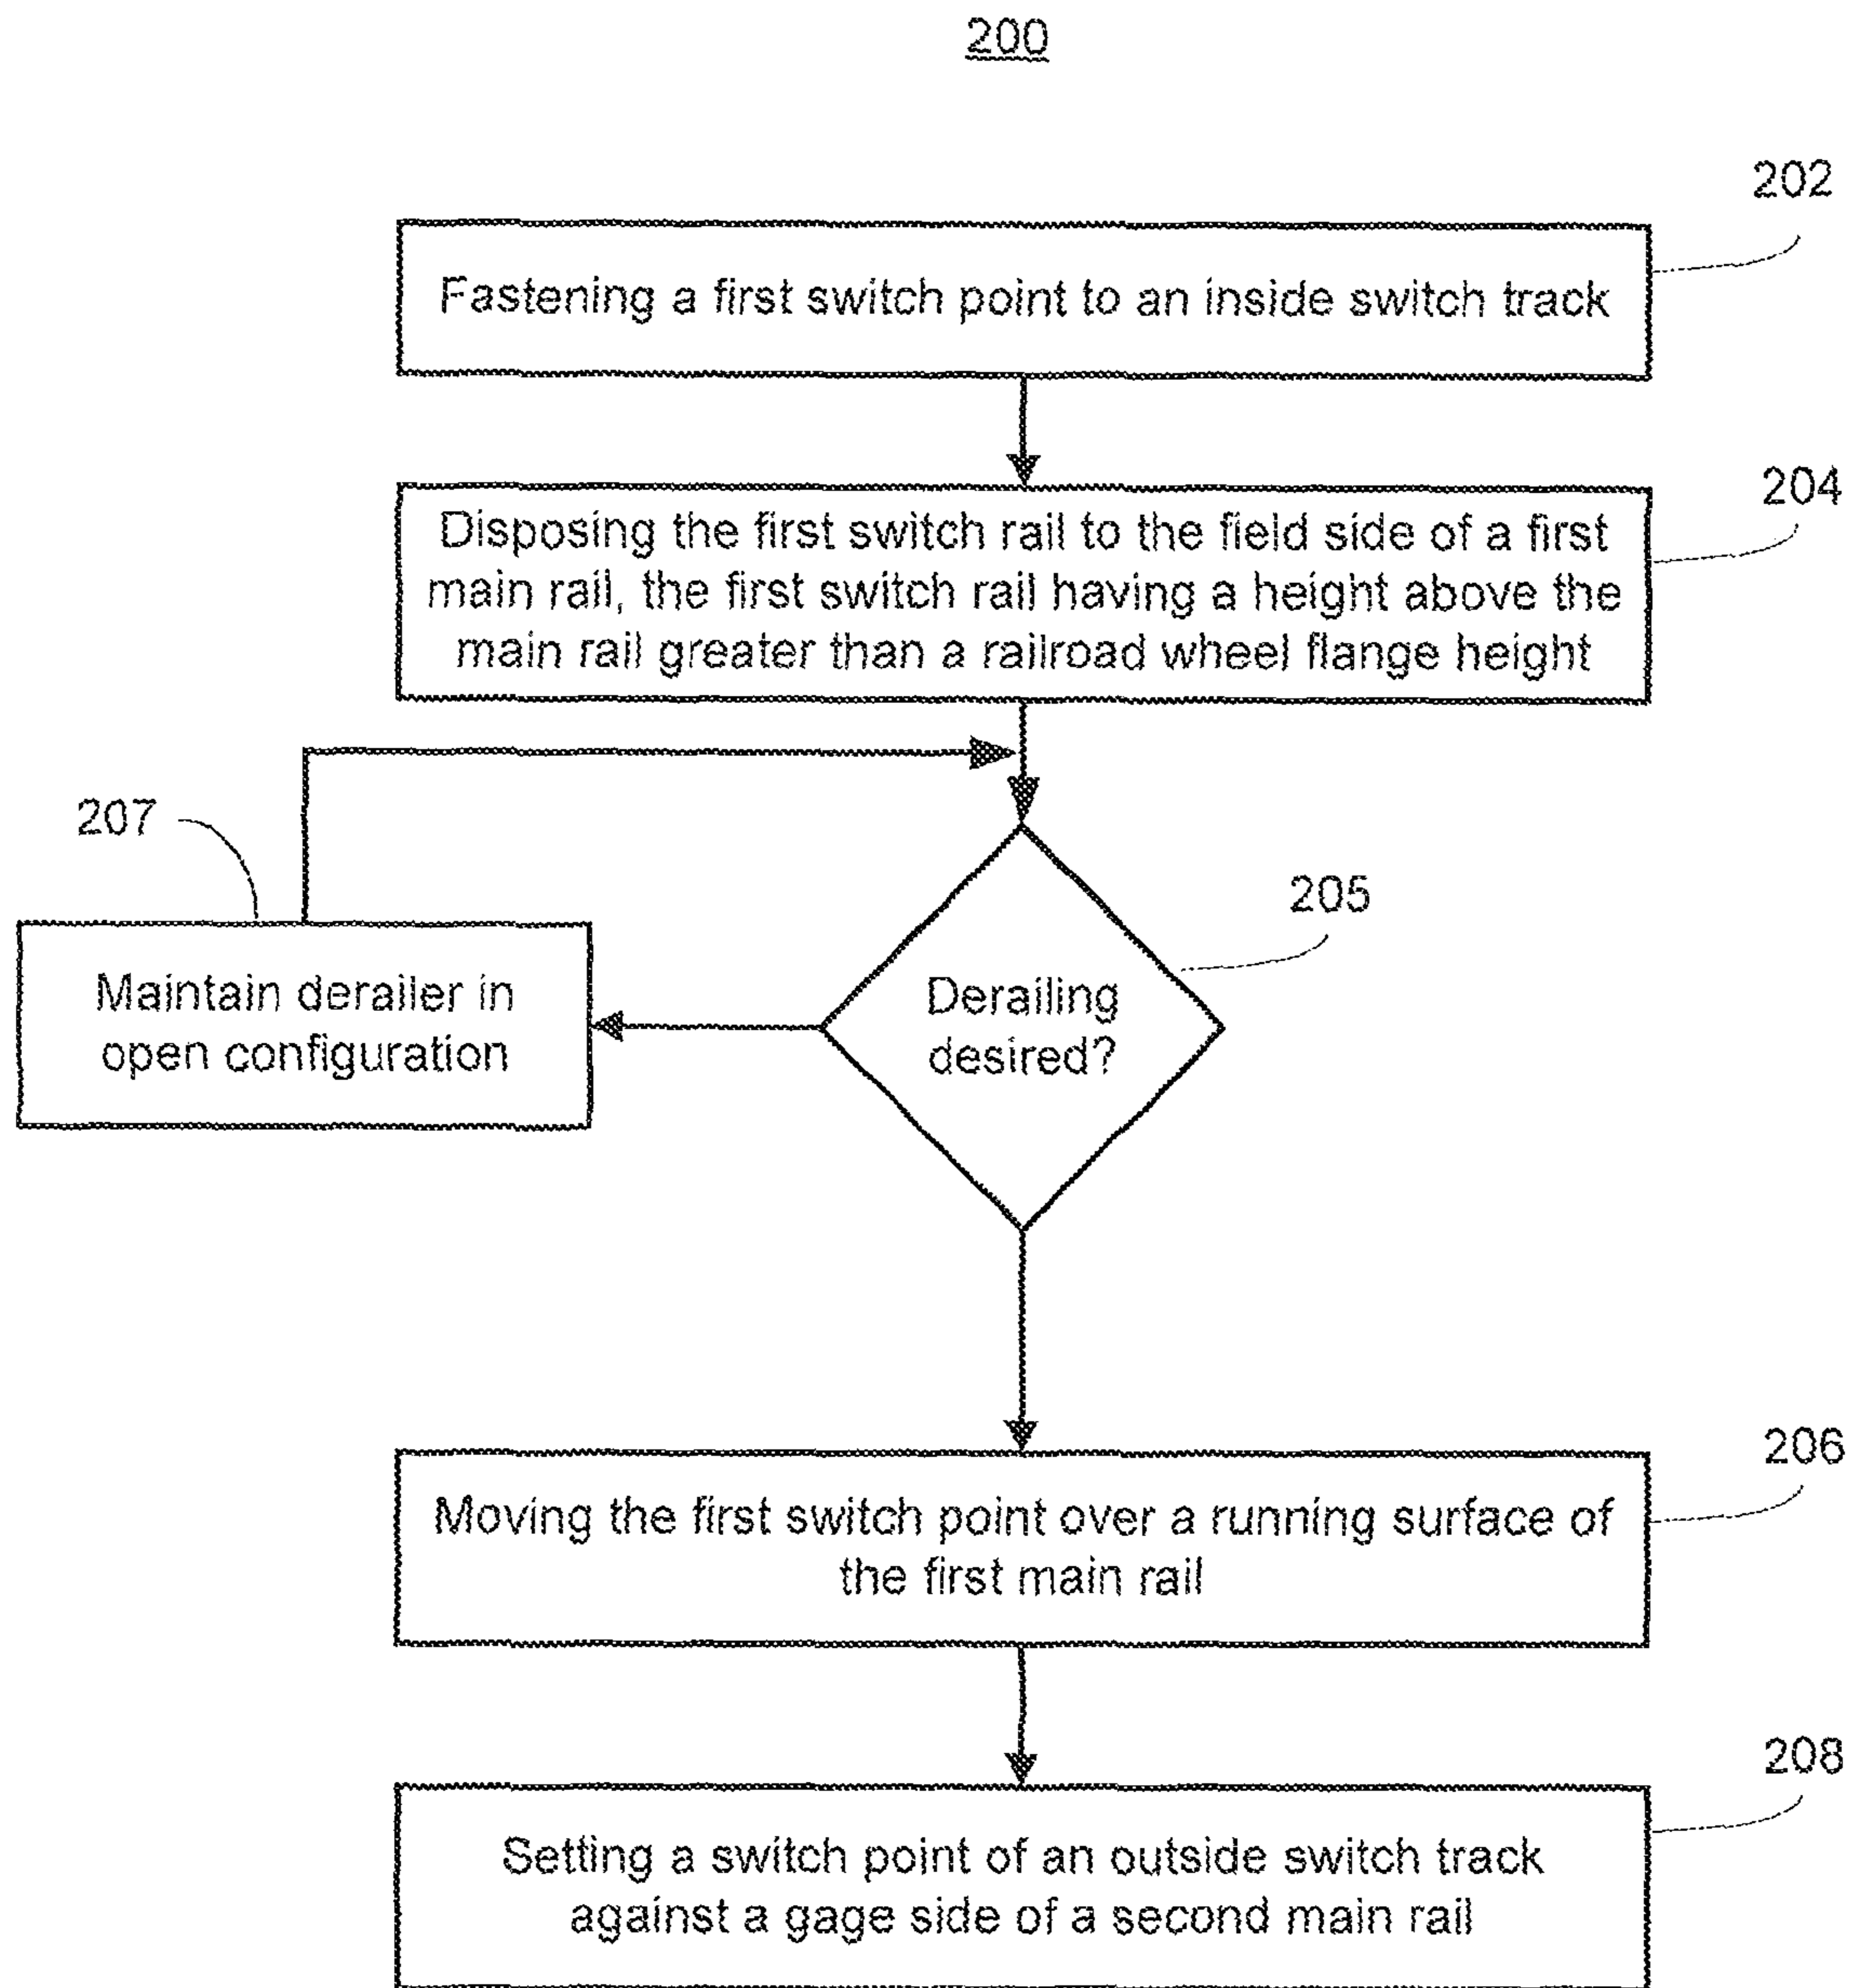 200
202
Fastening a first switch point to an inside switch track
204
Disposing the first switch rail to the field side of a first
main rail, the first switch rail having a height above the
main rail greater than a railroad wheel flange height
207
205
Maintain derailer in
open configuration
Derailing
desired?
206
Moving the first switch point over a running surface of
the first main rail
208
Setting a switch point of an outside switch track
against a gage side of a second main rail